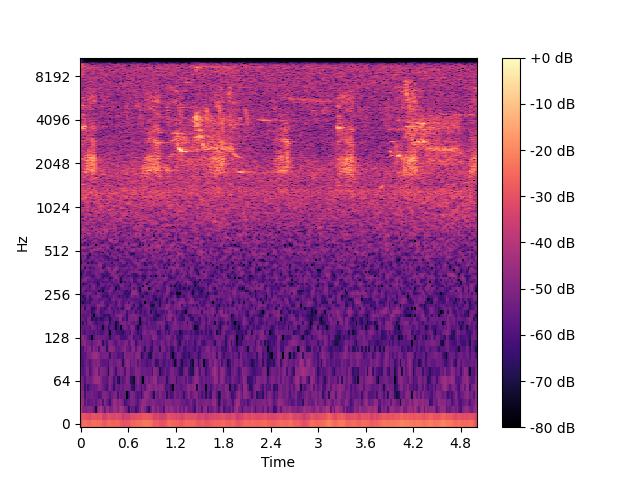 8192
4096
2048
1024
512
256
128
64
0
Hz
0 0.6 1.2 1.8 2.4 3 3.6 4.2 4.8
Time
+0 dB
-10 dB
-20 dB
-30 dB
-40 dB
-50 dB
-60 dB
-70 dB
-80 dB